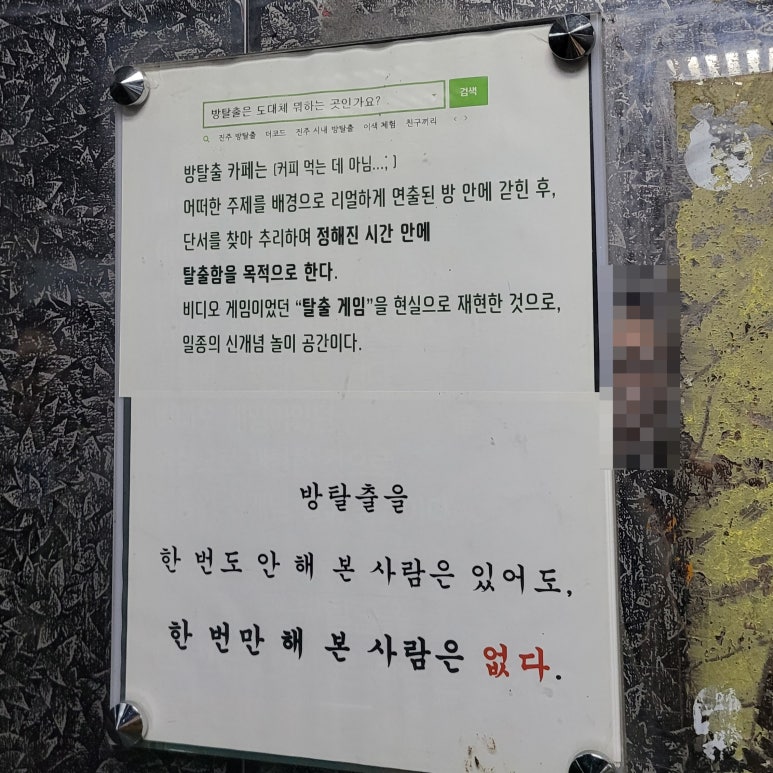 방탈출은 도대체 뭐하는 곳인가요?
검색
진주 방탈출 더코드 진주 시내 방탈출 이색 체험 친구끼리
방탈출 카페는 (커피 먹는 데 아님...; )
어떠한 주제를 배경으로 리얼하게 연출된 방 안에 갇힌 후,
단서를 찾아 추리하여 정해진 시간 안에
탈출함을 목적으로 한다.
비디오 게임이었던 “탈출 게임”을 현실으로 재현한 것으로,
일종의 신개념 놀이 공간이다.
방탈출을
한 번도 안 해 본 사람은 있어도,
한 번만 해 본 사람은 없다.